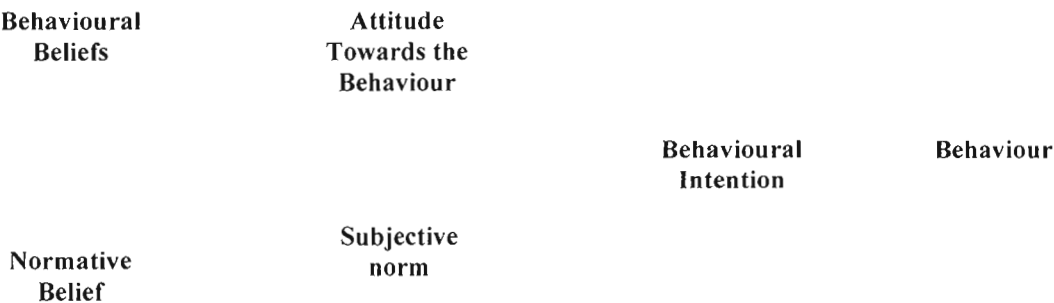 Behavioural
Beliefs
Attitude
Towards the
Behaviour
Behavioural
Intention
Behaviour
Subjective
norm
Normative
Belief